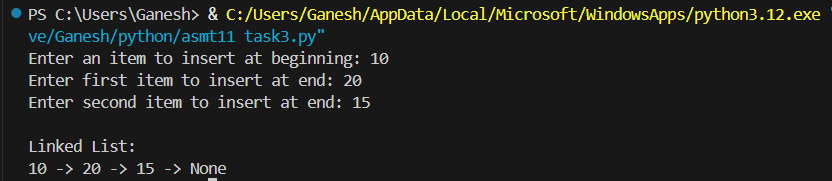 PS C:\Users\Ganesh> & C:/Users/Ganesh/AppData/Local/Microsoft/WindowsApps/python3.12.exe "
ve/Ganesh/python/asmt11 task3.py"
Enter an item to insert at beginning: 10
Enter first item to insert at end: 20
Enter second item to insert at end: 15
Linked List:
10 -> 20 -> 15 -> None